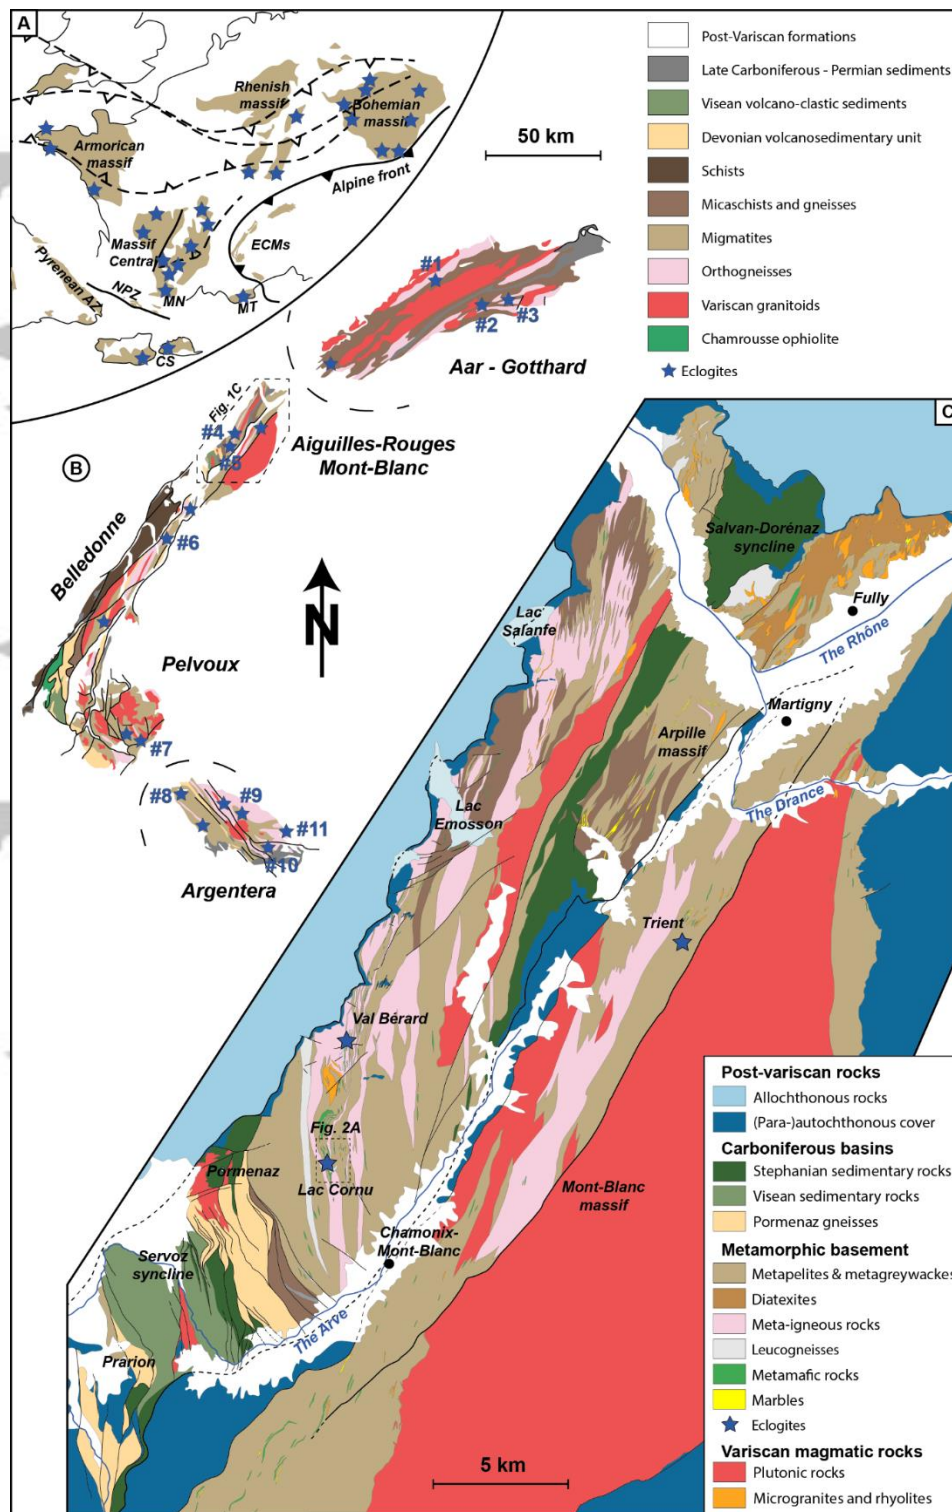 A
Rhenish
massif
Bohemian
massif
Armorican
massif
Alpine front
Massif
Central
ECMs
Pyrenean AZ
NPZ
MN
MT
CS
50 km
Post-Variscan formations
Late Carboniferous - Permian sediments
Visean volcano-clastic sediments
Devonian volcanosedimentary unit
Schists
Micaschists and gneisses
Migmatites
Orthogneisses
Variscan granitoids
Chamrousse ophiolite
Eclogites
#1
#2
#3
Aar - Gotthard
B
Fig. 1C
#4
#5
Aiguilles-Rouges
Mont-Blanc
Belledonne
#6
N
Pelvoux
#7
#8
#9
#11
#10
Argentera
C
Salvan-Dorénaz
syncline
Lac
Salanfe
Fully
The Rhône
Martigny
Arpille
massif
The Drance
Lac
Emosson
Trient
Val Bérard
Fig. 2A
Lac Cornu
Pormenaz
Mont-Blanc
massif
Chamonix-
Mont-Blanc
Servoz
syncline
The Arve
Prarion
5 km
Post-variscan rocks
Allochthonous rocks
(Para-)autochthonous cover
Carboniferous basins
Stephanian sedimentary rocks
Visean sedimentary rocks
Pormenaz gneisses
Metamorphic basement
Metapelites & metagreywackes
Diatexites
Meta-igneous rocks
Leucogneisses
Metamafic rocks
Marbles
Eclogites
Variscan magmatic rocks
Plutonic rocks
Microgranites and rhyolites